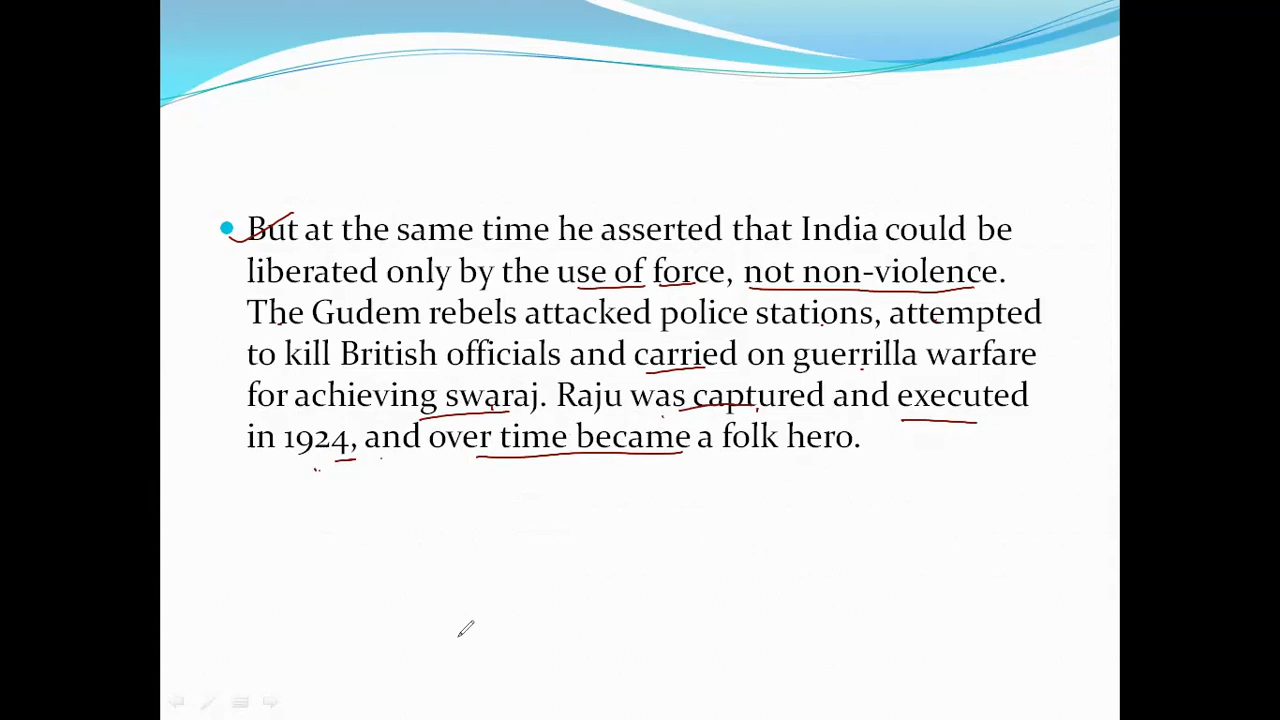 But at the same time he asserted that India could be
liberated only by the use of force, not non-violence.
The Gudem rebels attacked police stations, attempted
to kill British officials and carried on guerrilla warfare
for achieving swaraj. Raju was captured and executed
in 1924, and over time became a folk hero.